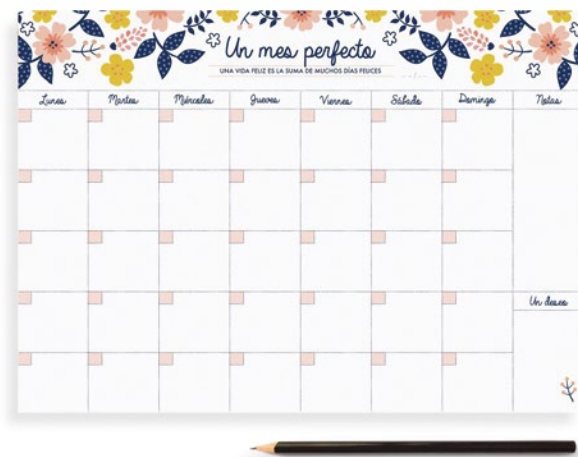 Un mes perfecto
UNA VIDA FELIZ ES LA SUMA DE MUCHOS DÍAS FELICES
Lunes Martes Miércoles Jueves Viernes Sábado Domingo Notas
Un deseo